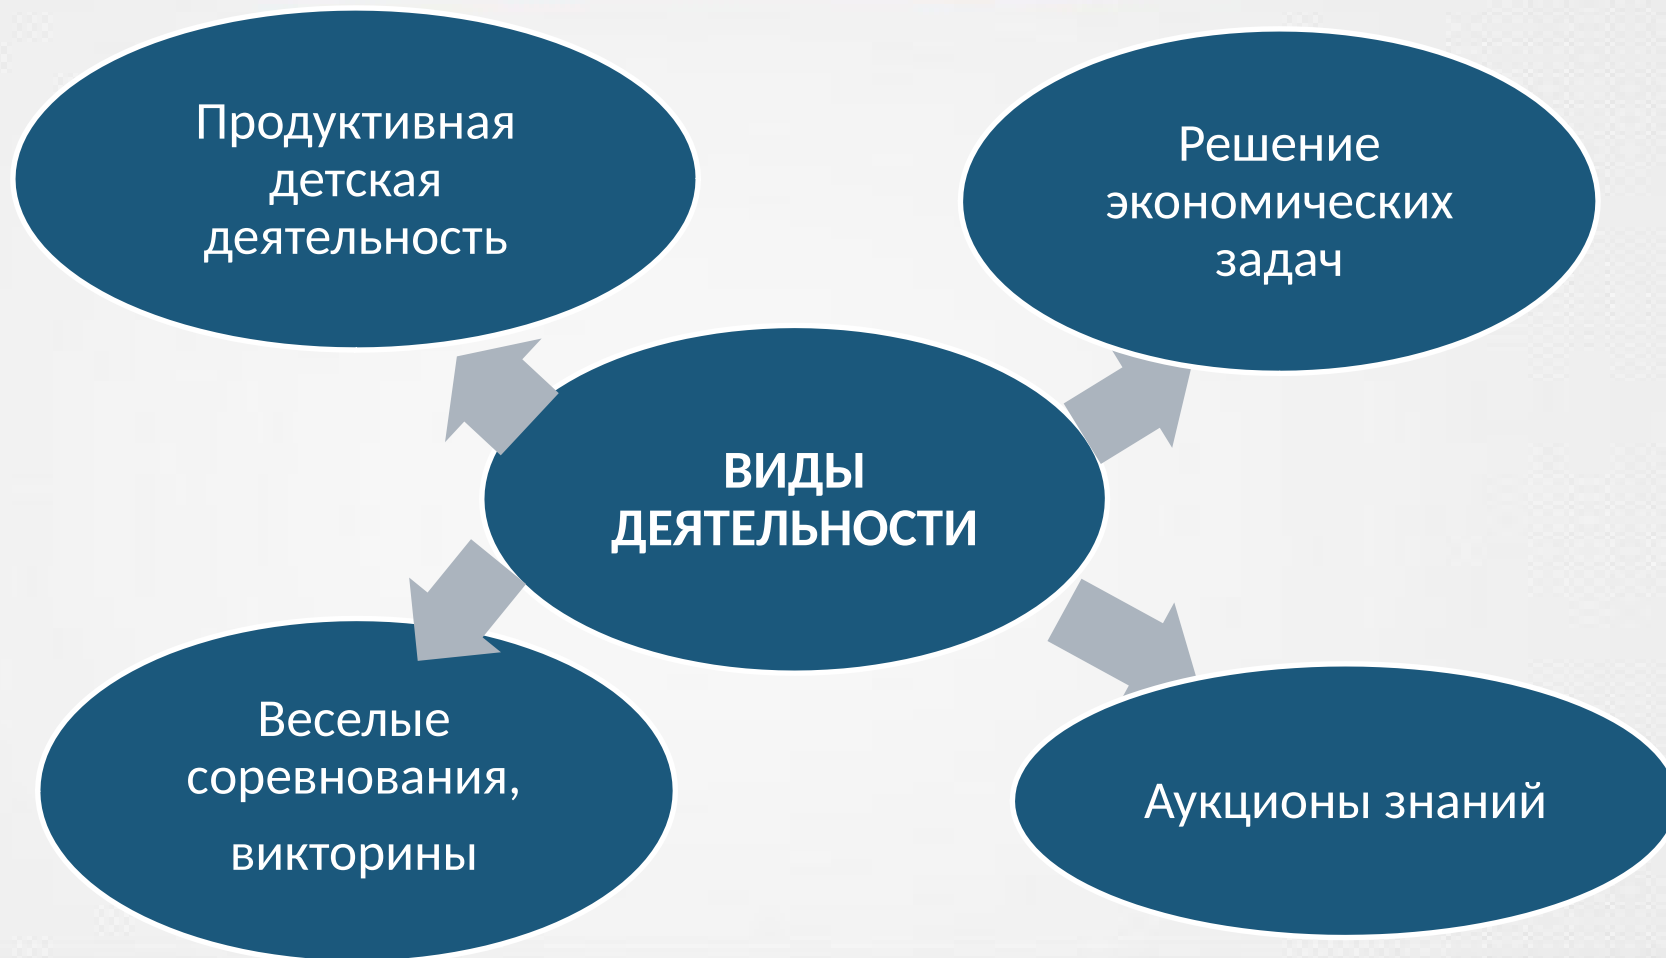 Продуктивная
детская
деятельность
Решение
экономических
задач
ВИДЫ
ДЕЯТЕЛЬНОСТИ
Веселые
соревнования,
викторины
Аукционы знаний